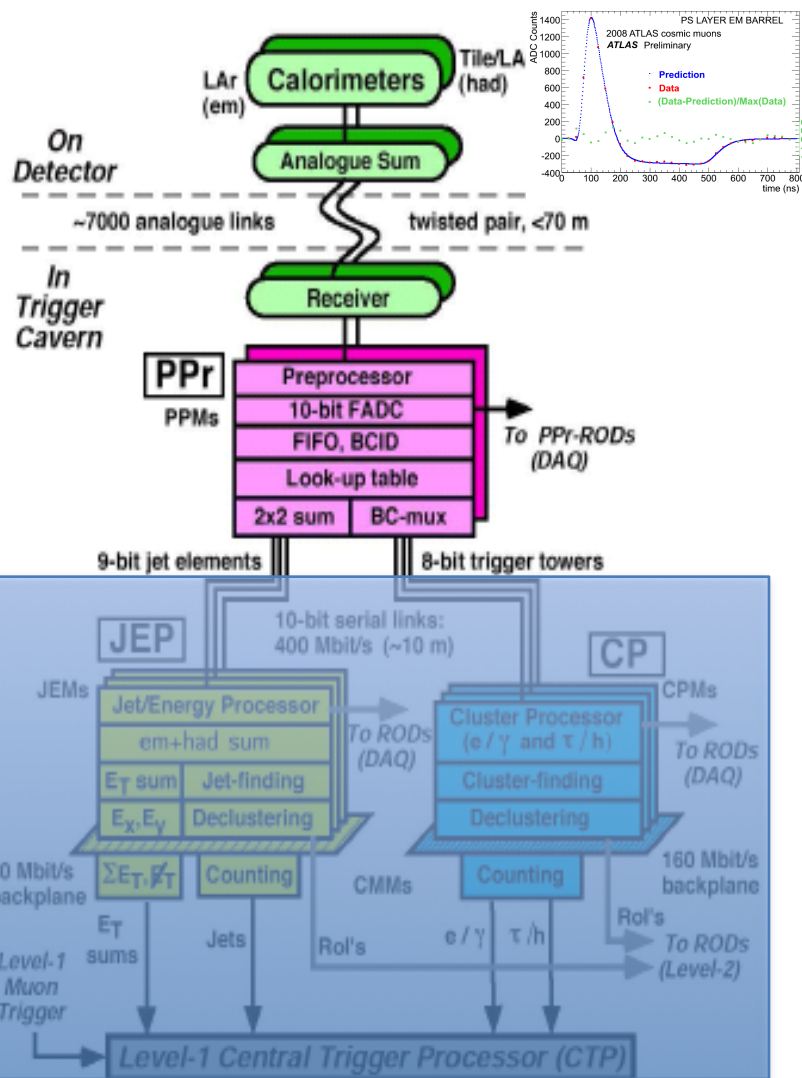 PS LAYER EM BARREL
2008 ATLAS cosmic muons
ATLAS Preliminary
Prediction
Data
(Data-Prediction)/Max(Data)
ADC Counts
1400
1200
1000
800
600
400
200
0
-200
-400
0 100 200 300 400 500 600 700 800
time (ns)
LAr
(em)
Calorimeters
Tile/LA
(had)
On
Detector
Analogue Sum
~7000 analogue links
twisted pair, <70 m
In
Trigger
Cavern
Receiver
PPr
PPMs
Preprocessor
10-bit FADC
FIFO, BCID
Look-up table
2x2 sum
BC-mux
To PPr-RODs
(DAQ)
9-bit jet elements
8-bit trigger towers
10-bit serial links:
400 Mbit/s (~10 m)
JEP
JEMs
Jet/Energy Processor
em+had sum
ET sum
Jet-finding
Ex,Ey
Declustering
To RODs
(DAQ)
CP
CPMs
Cluster Processor
(e/γ and τ/h)
Cluster-finding
Declustering
To RODs
(DAQ)
0 Mbit/s
backplane
ΣET,E̸T
Counting
CMMs
Counting
160 Mbit/s
backplane
ET
sums
Jets
RoI's
e/γ
τ/h
RoI's
To RODs
(Level-2)
Level-1
Muon
Trigger
Level-1 Central Trigger Processor (CTP)